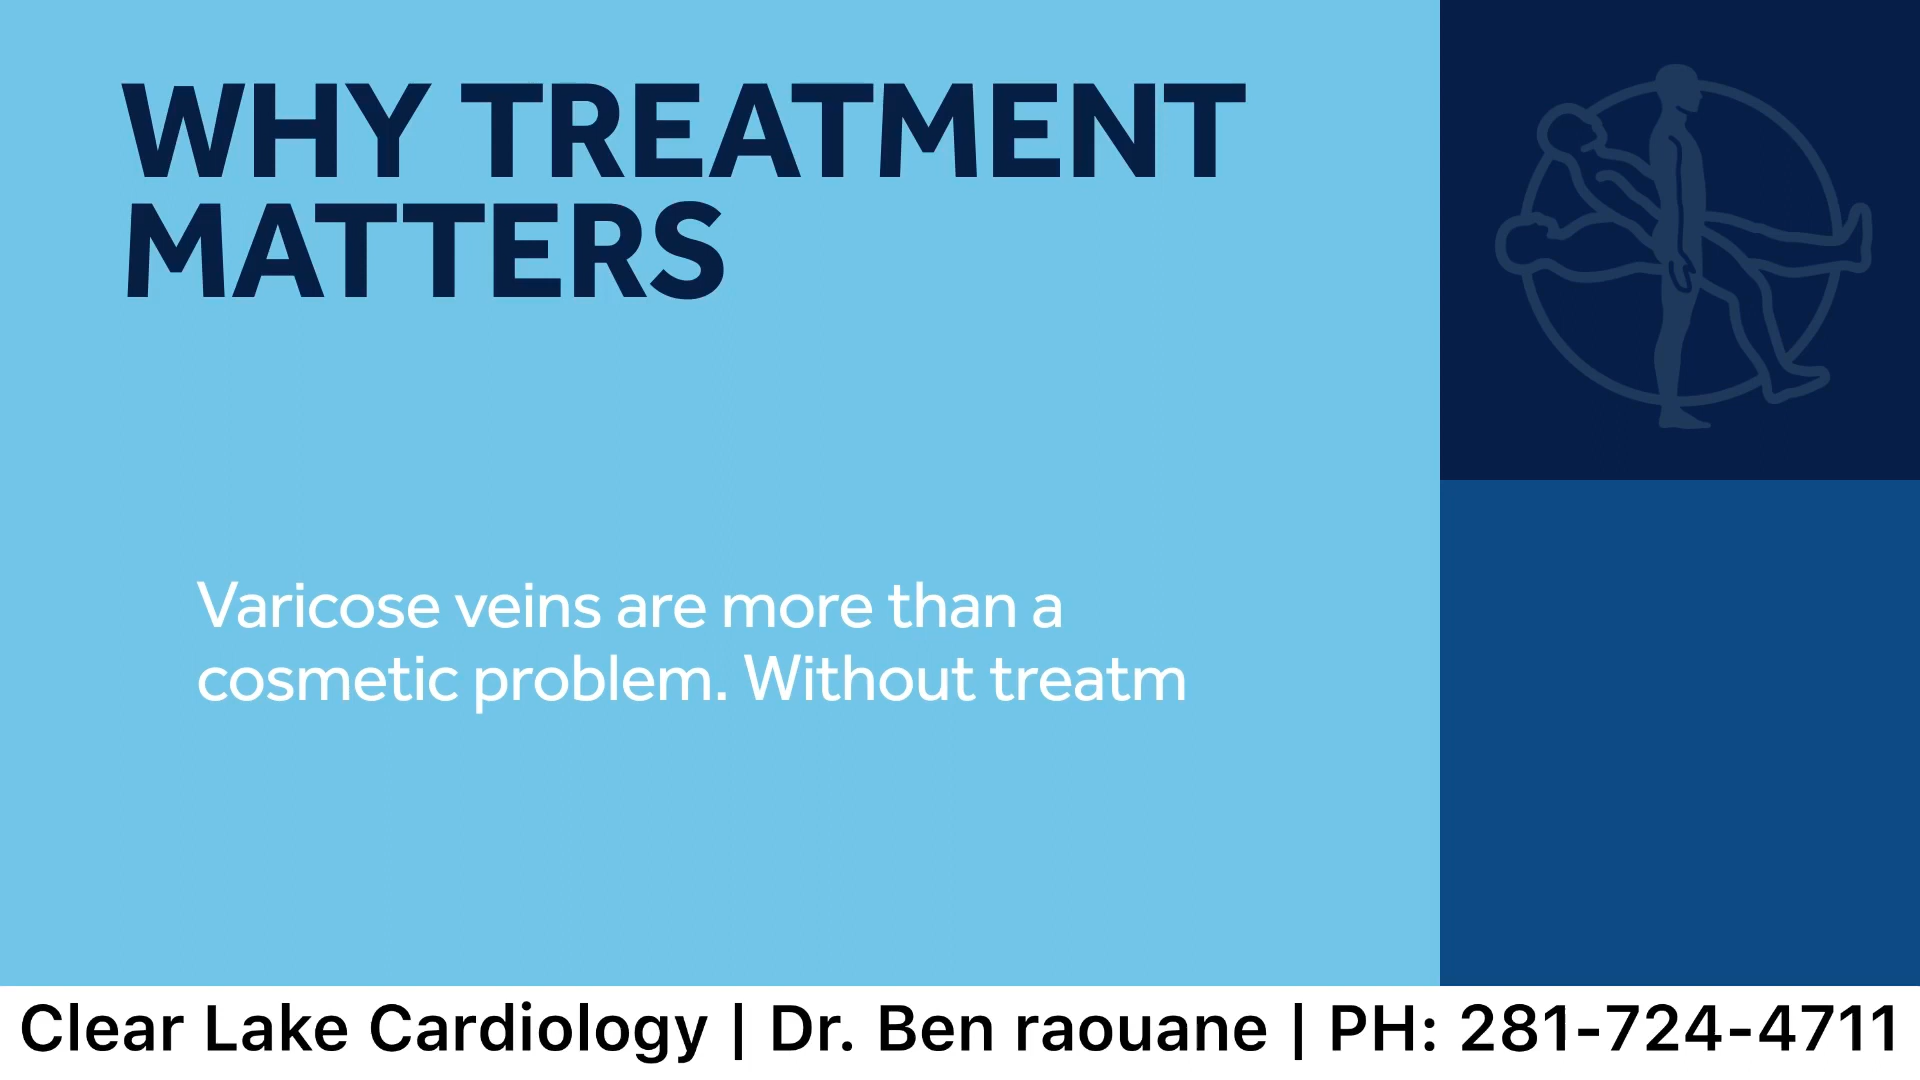 WHY TREATMENT
MATTERS
Varicose veins are more than a
cosmetic problem. Without treatm
Clear Lake Cardiology | Dr. Ben raouane | PH: 281-724-4711